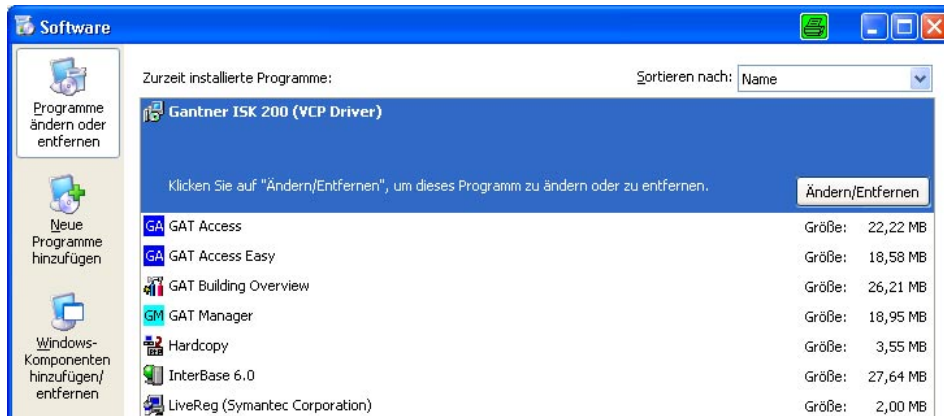 Software
Programme
ändern oder
entfernen
Neue
Programme
hinzufügen
Windows-
Komponenten
hinzufügen/
entfernen
Zurzeit installierte Programme:
Sortieren nach: Name
Gantner ISK 200 (VCP Driver)
Klicken Sie auf "Ändern/Entfernen", um dieses Programm zu ändern oder zu entfernen.
Ändern/Entfernen
GA GAT Access Größe: 22,22 MB
GA GAT Access Easy Größe: 18,58 MB
GAT Building Overview Größe: 26,21 MB
GM GAT Manager Größe: 18,95 MB
Hardcopy Größe: 3,55 MB
InterBase 6.0 Größe: 27,64 MB
LiveReg (Symantec Corporation) Größe: 2,00 MB